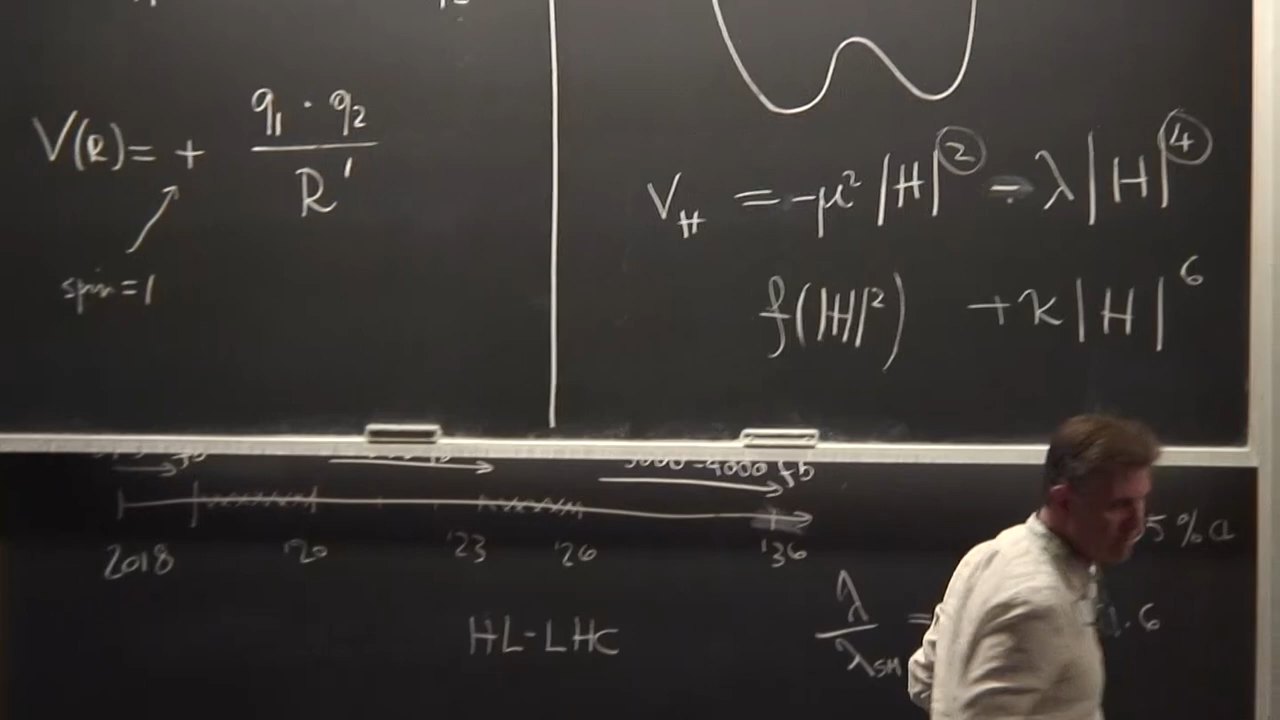 V(R) = + q₁ · q₂ / R'
spin=1
V_H = -μ² |H|² - λ|H|⁴
f(|H|²) + κ|H|⁶
3000-4000 fb
2018 '20 '23 '26 '36
5 % a
HL-LHC
λ / λ_SM = 1.6